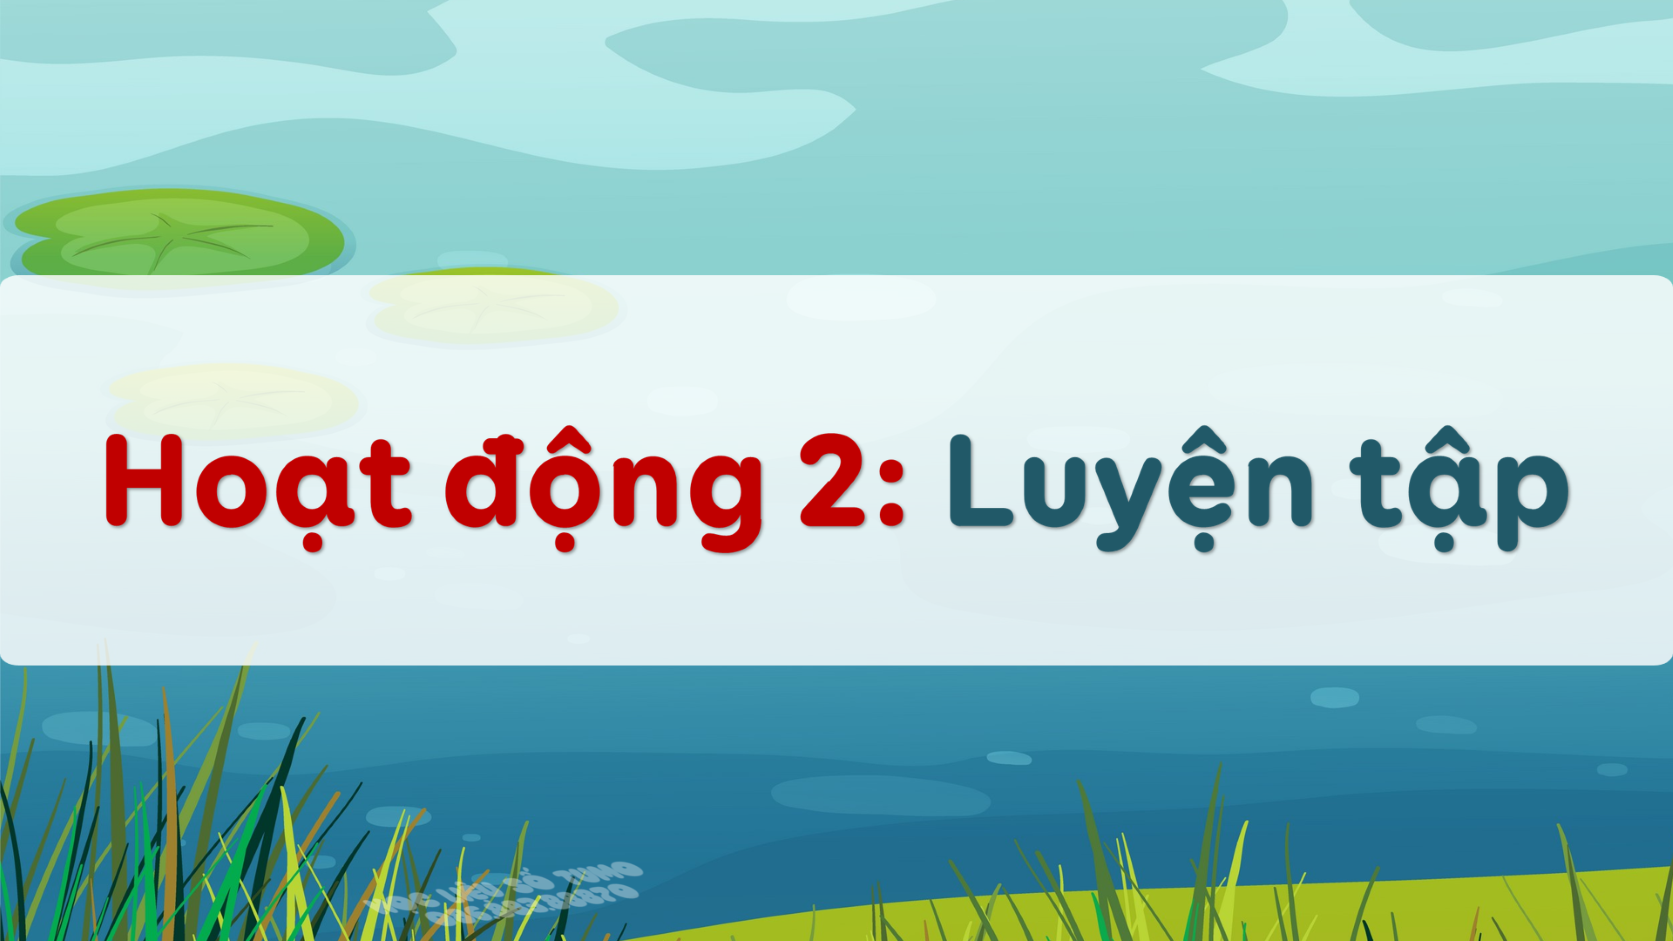 Hoạt động 2: Luyện tập